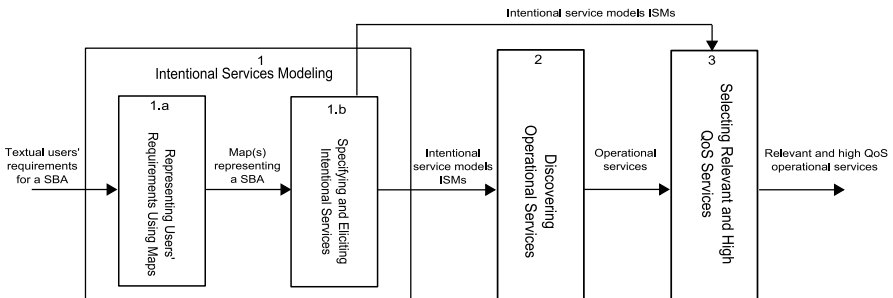 Intentional service models ISMs
1
Intentional Services Modeling
1.a
Representing Users'
Requirements Using Maps
1.b
Specifying and Eliciting
Intentional Services
2
Discovering
Operational Services
3
Selecting Relevant and High
QoS Services
Textual users'
requirements
for a SBA
Map(s)
representing
a SBA
Intentional
service models
ISMs
Operational
services
Relevant and high QoS
operational services